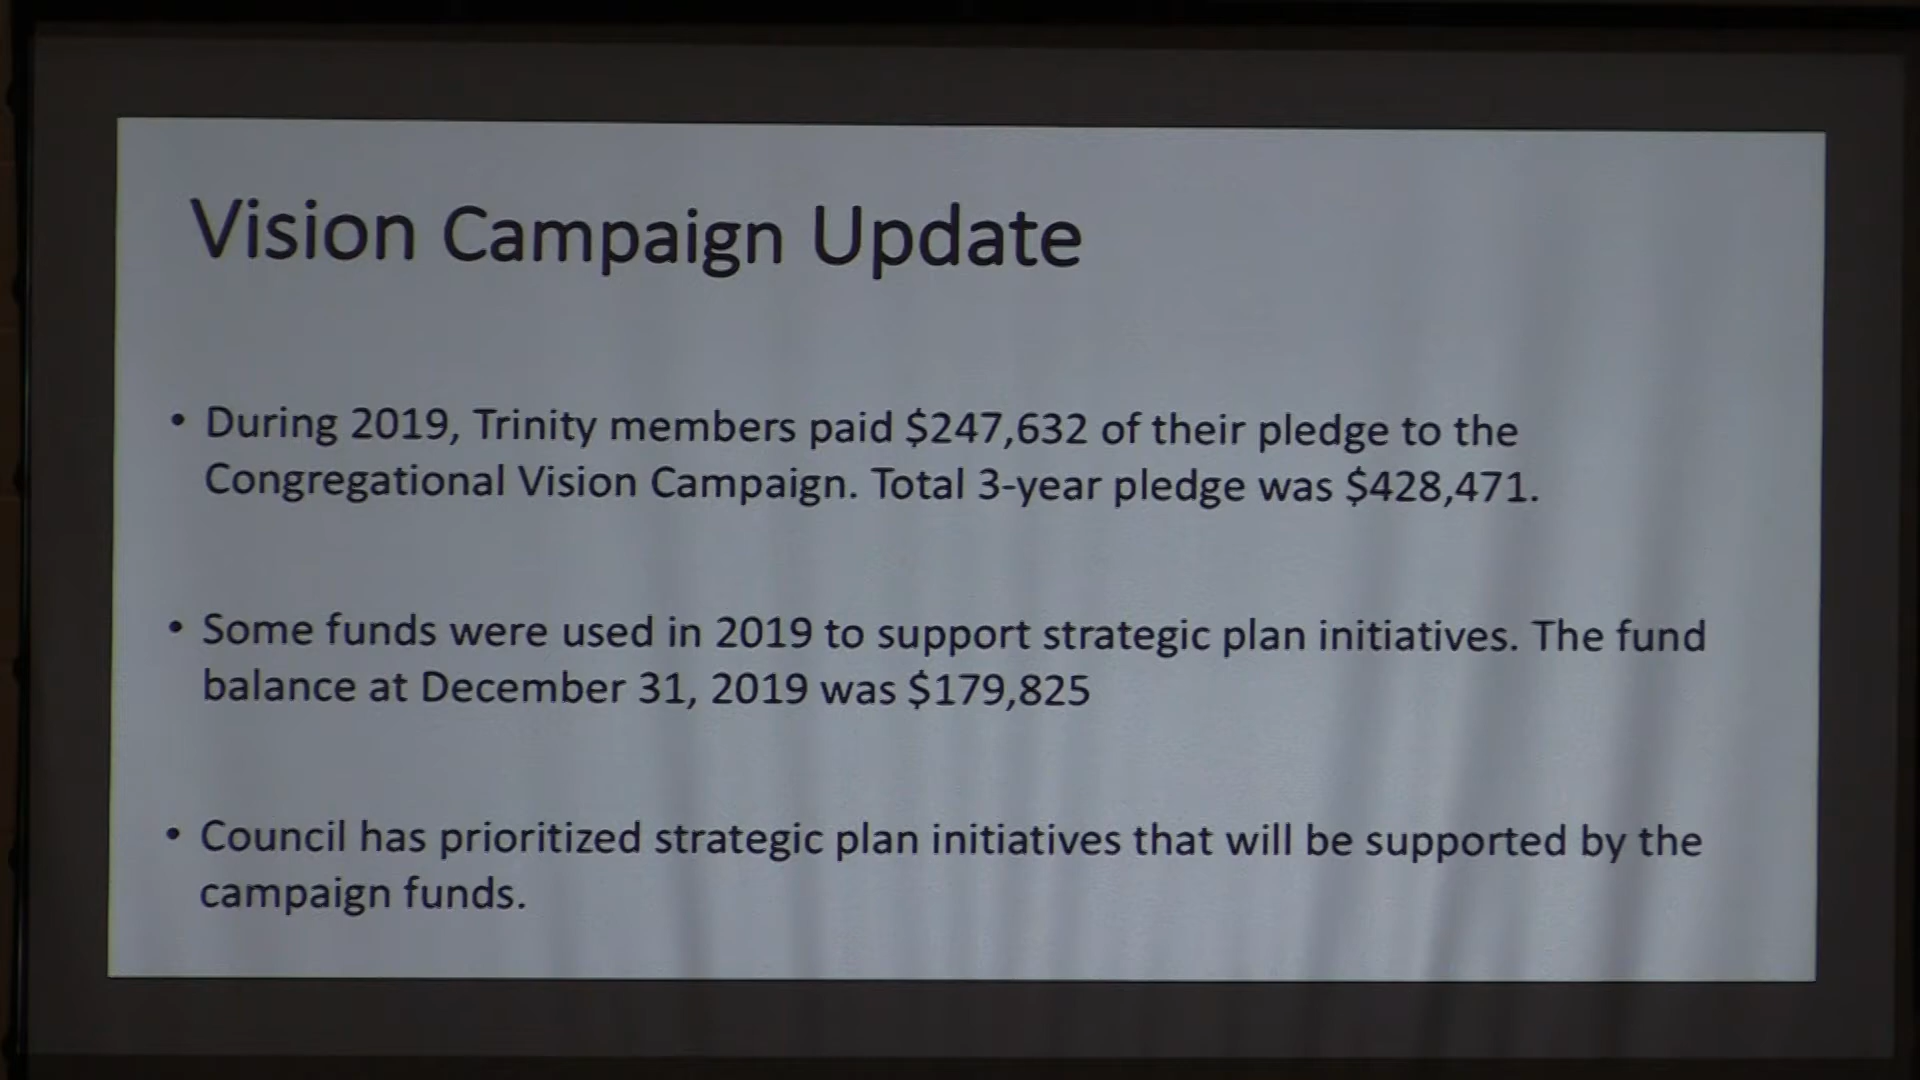 Vision Campaign Update
• During 2019, Trinity members paid $247,632 of their pledge to the
Congregational Vision Campaign. Total 3-year pledge was $428,471.
• Some funds were used in 2019 to support strategic plan initiatives. The fund
balance at December 31, 2019 was $179,825
• Council has prioritized strategic plan initiatives that will be supported by the
campaign funds.